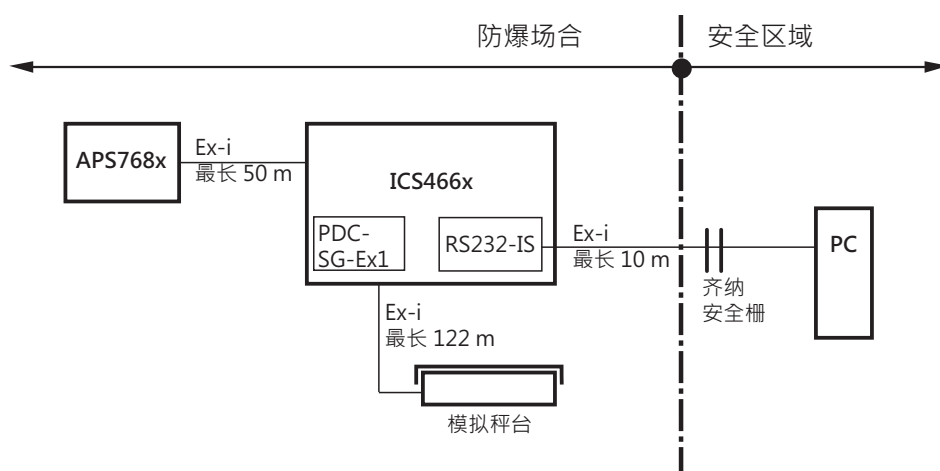 防爆场合
安全区域
APS768x
Ex-i
最长 50 m
ICS466x
PDC-
SG-Ex1
RS232-IS
Ex-i
最长 10 m
PC
齐纳
安全栅
Ex-i
最长 122 m
模拟秤台